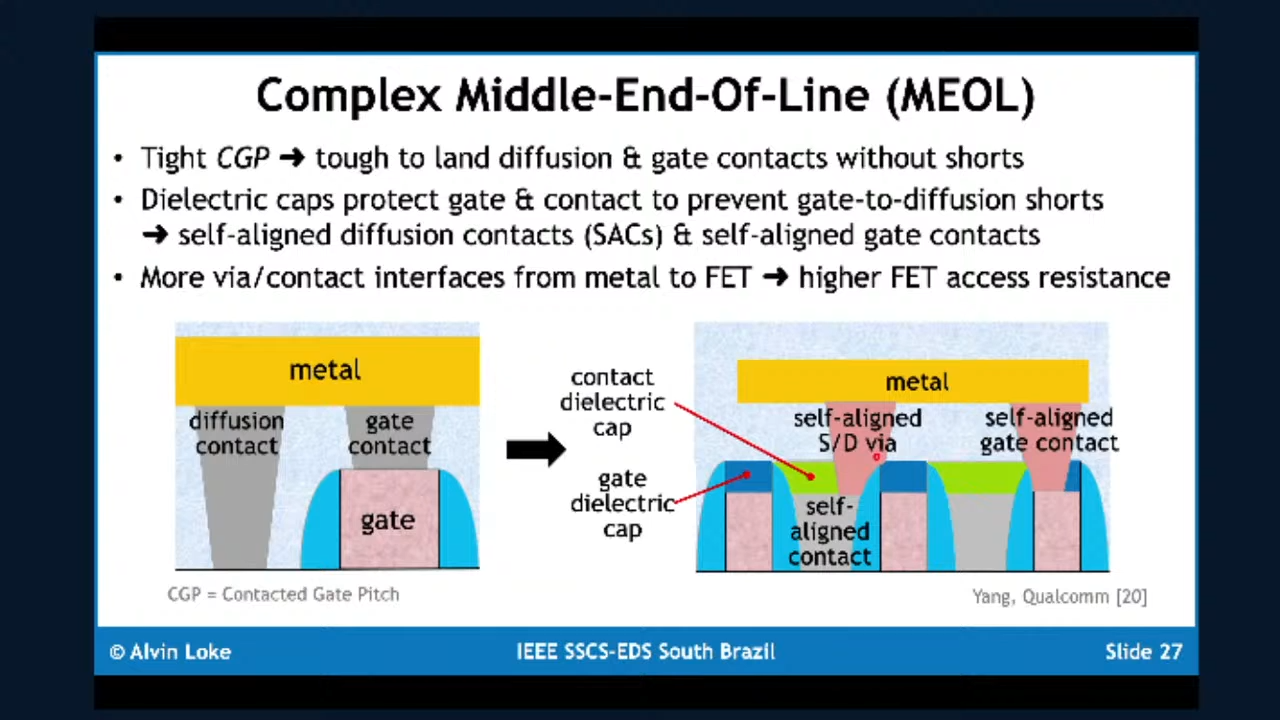 Complex Middle-End-Of-Line (MEOL)
• Tight CGP ➜ tough to land diffusion & gate contacts without shorts
• Dielectric caps protect gate & contact to prevent gate-to-diffusion shorts
➜ self-aligned diffusion contacts (SACs) & self-aligned gate contacts
• More via/contact interfaces from metal to FET ➜ higher FET access resistance
metal
diffusion
contact
gate
contact
gate
contact
dielectric
cap
gate
dielectric
cap
metal
self-aligned
S/D via
self-aligned
gate contact
self-
aligned
contact
CGP = Contacted Gate Pitch
Yang, Qualcomm [20]
© Alvin Loke
IEEE SSCS-EDS South Brazil
Slide 27